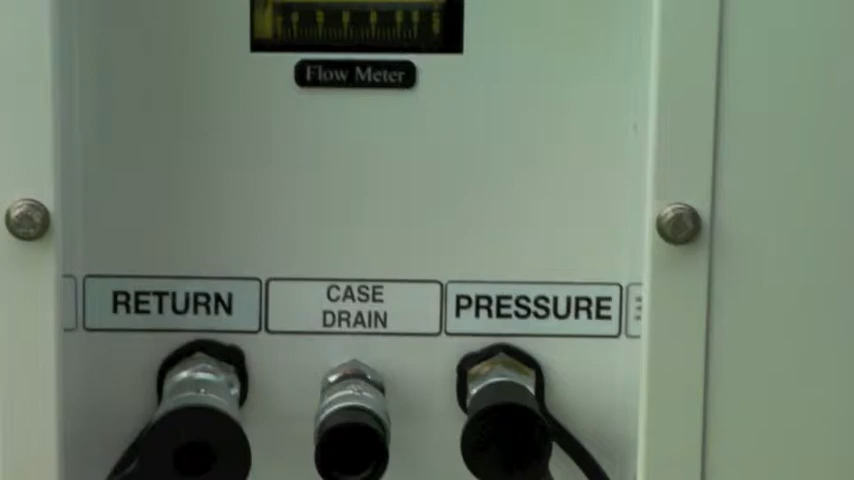 Flow Meter
RETURN
CASE
DRAIN
PRESSURE